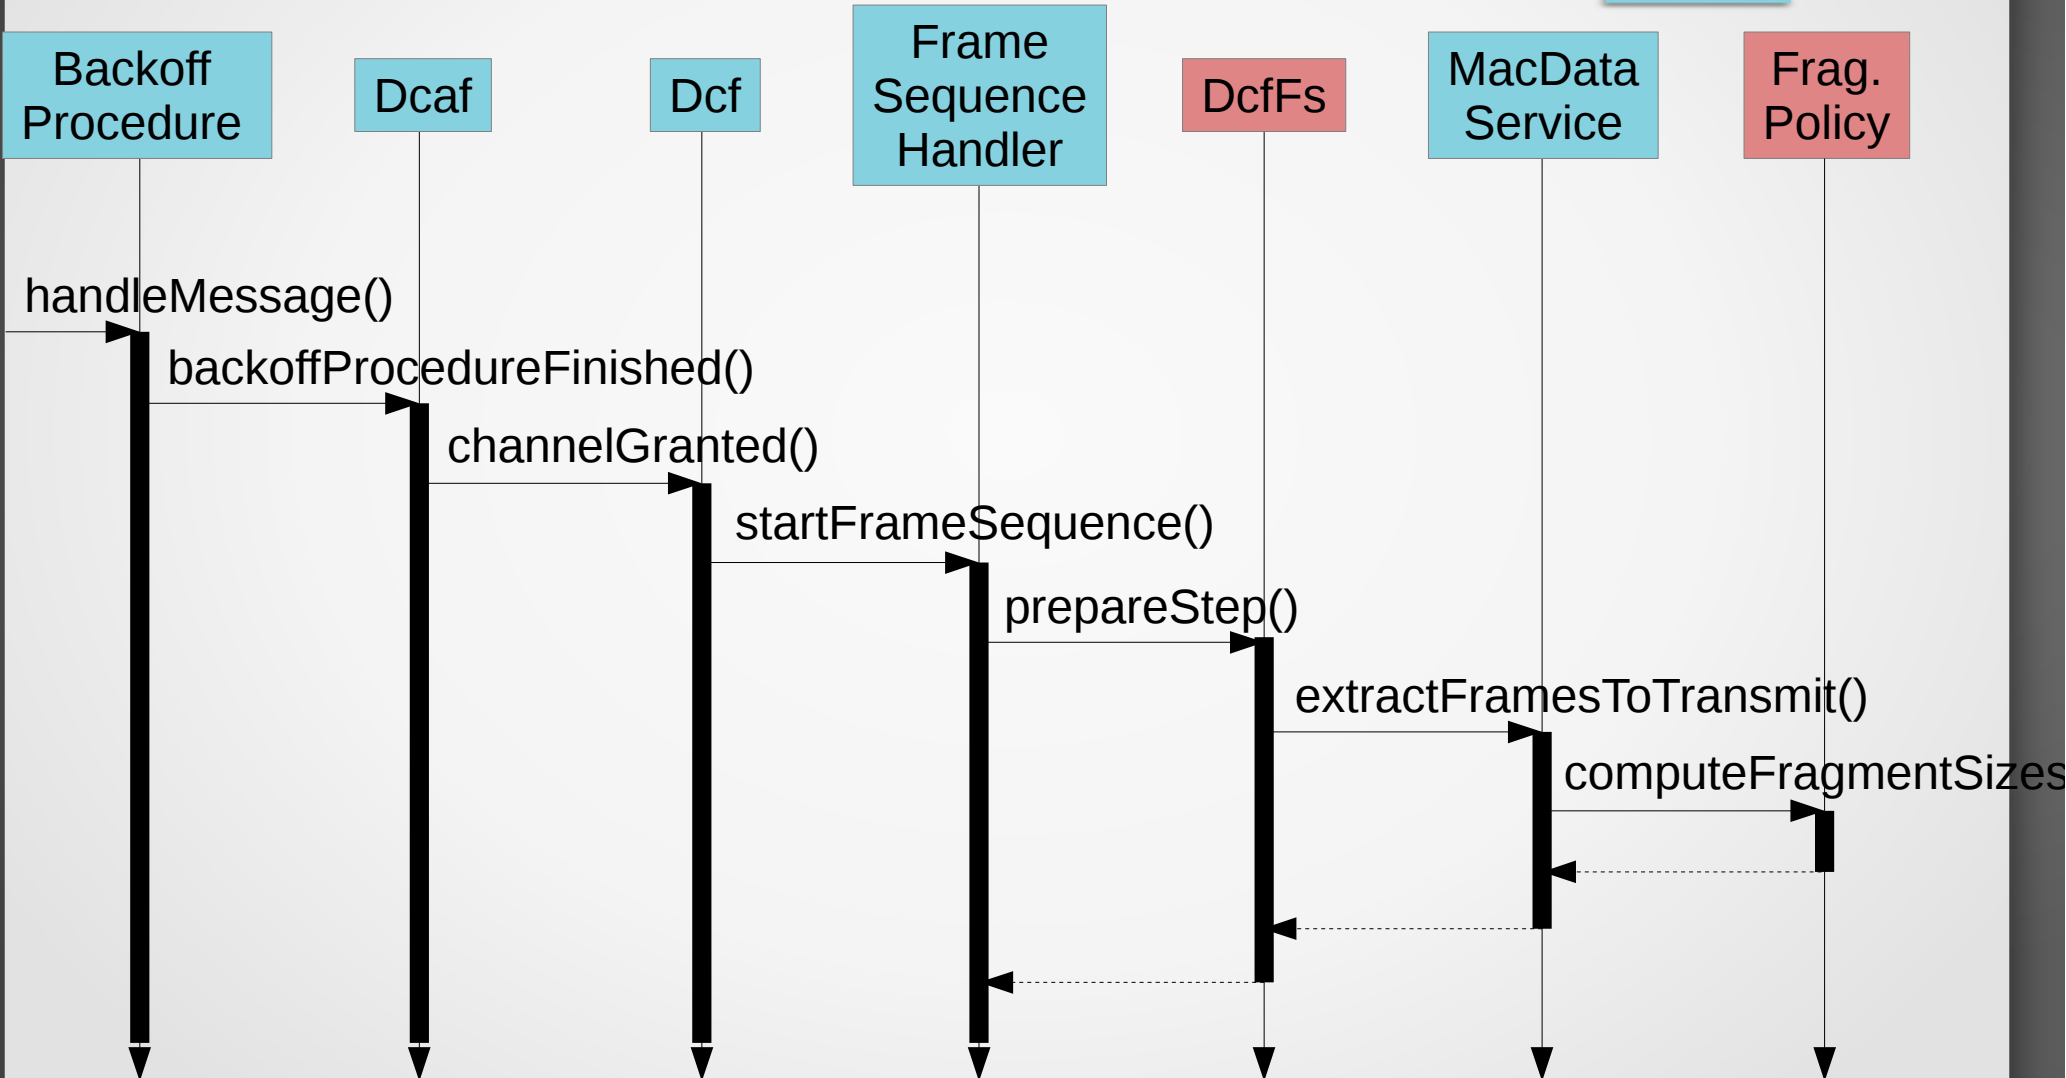 Backoff
Procedure
Dcaf
Dcf
Frame
Sequence
Handler
DcfFs
MacData
Service
Frag.
Policy
handleMessage()
backoffProcedureFinished()
channelGranted()
startFrameSequence()
prepareStep()
extractFramesToTransmit()
computeFragmentSizes